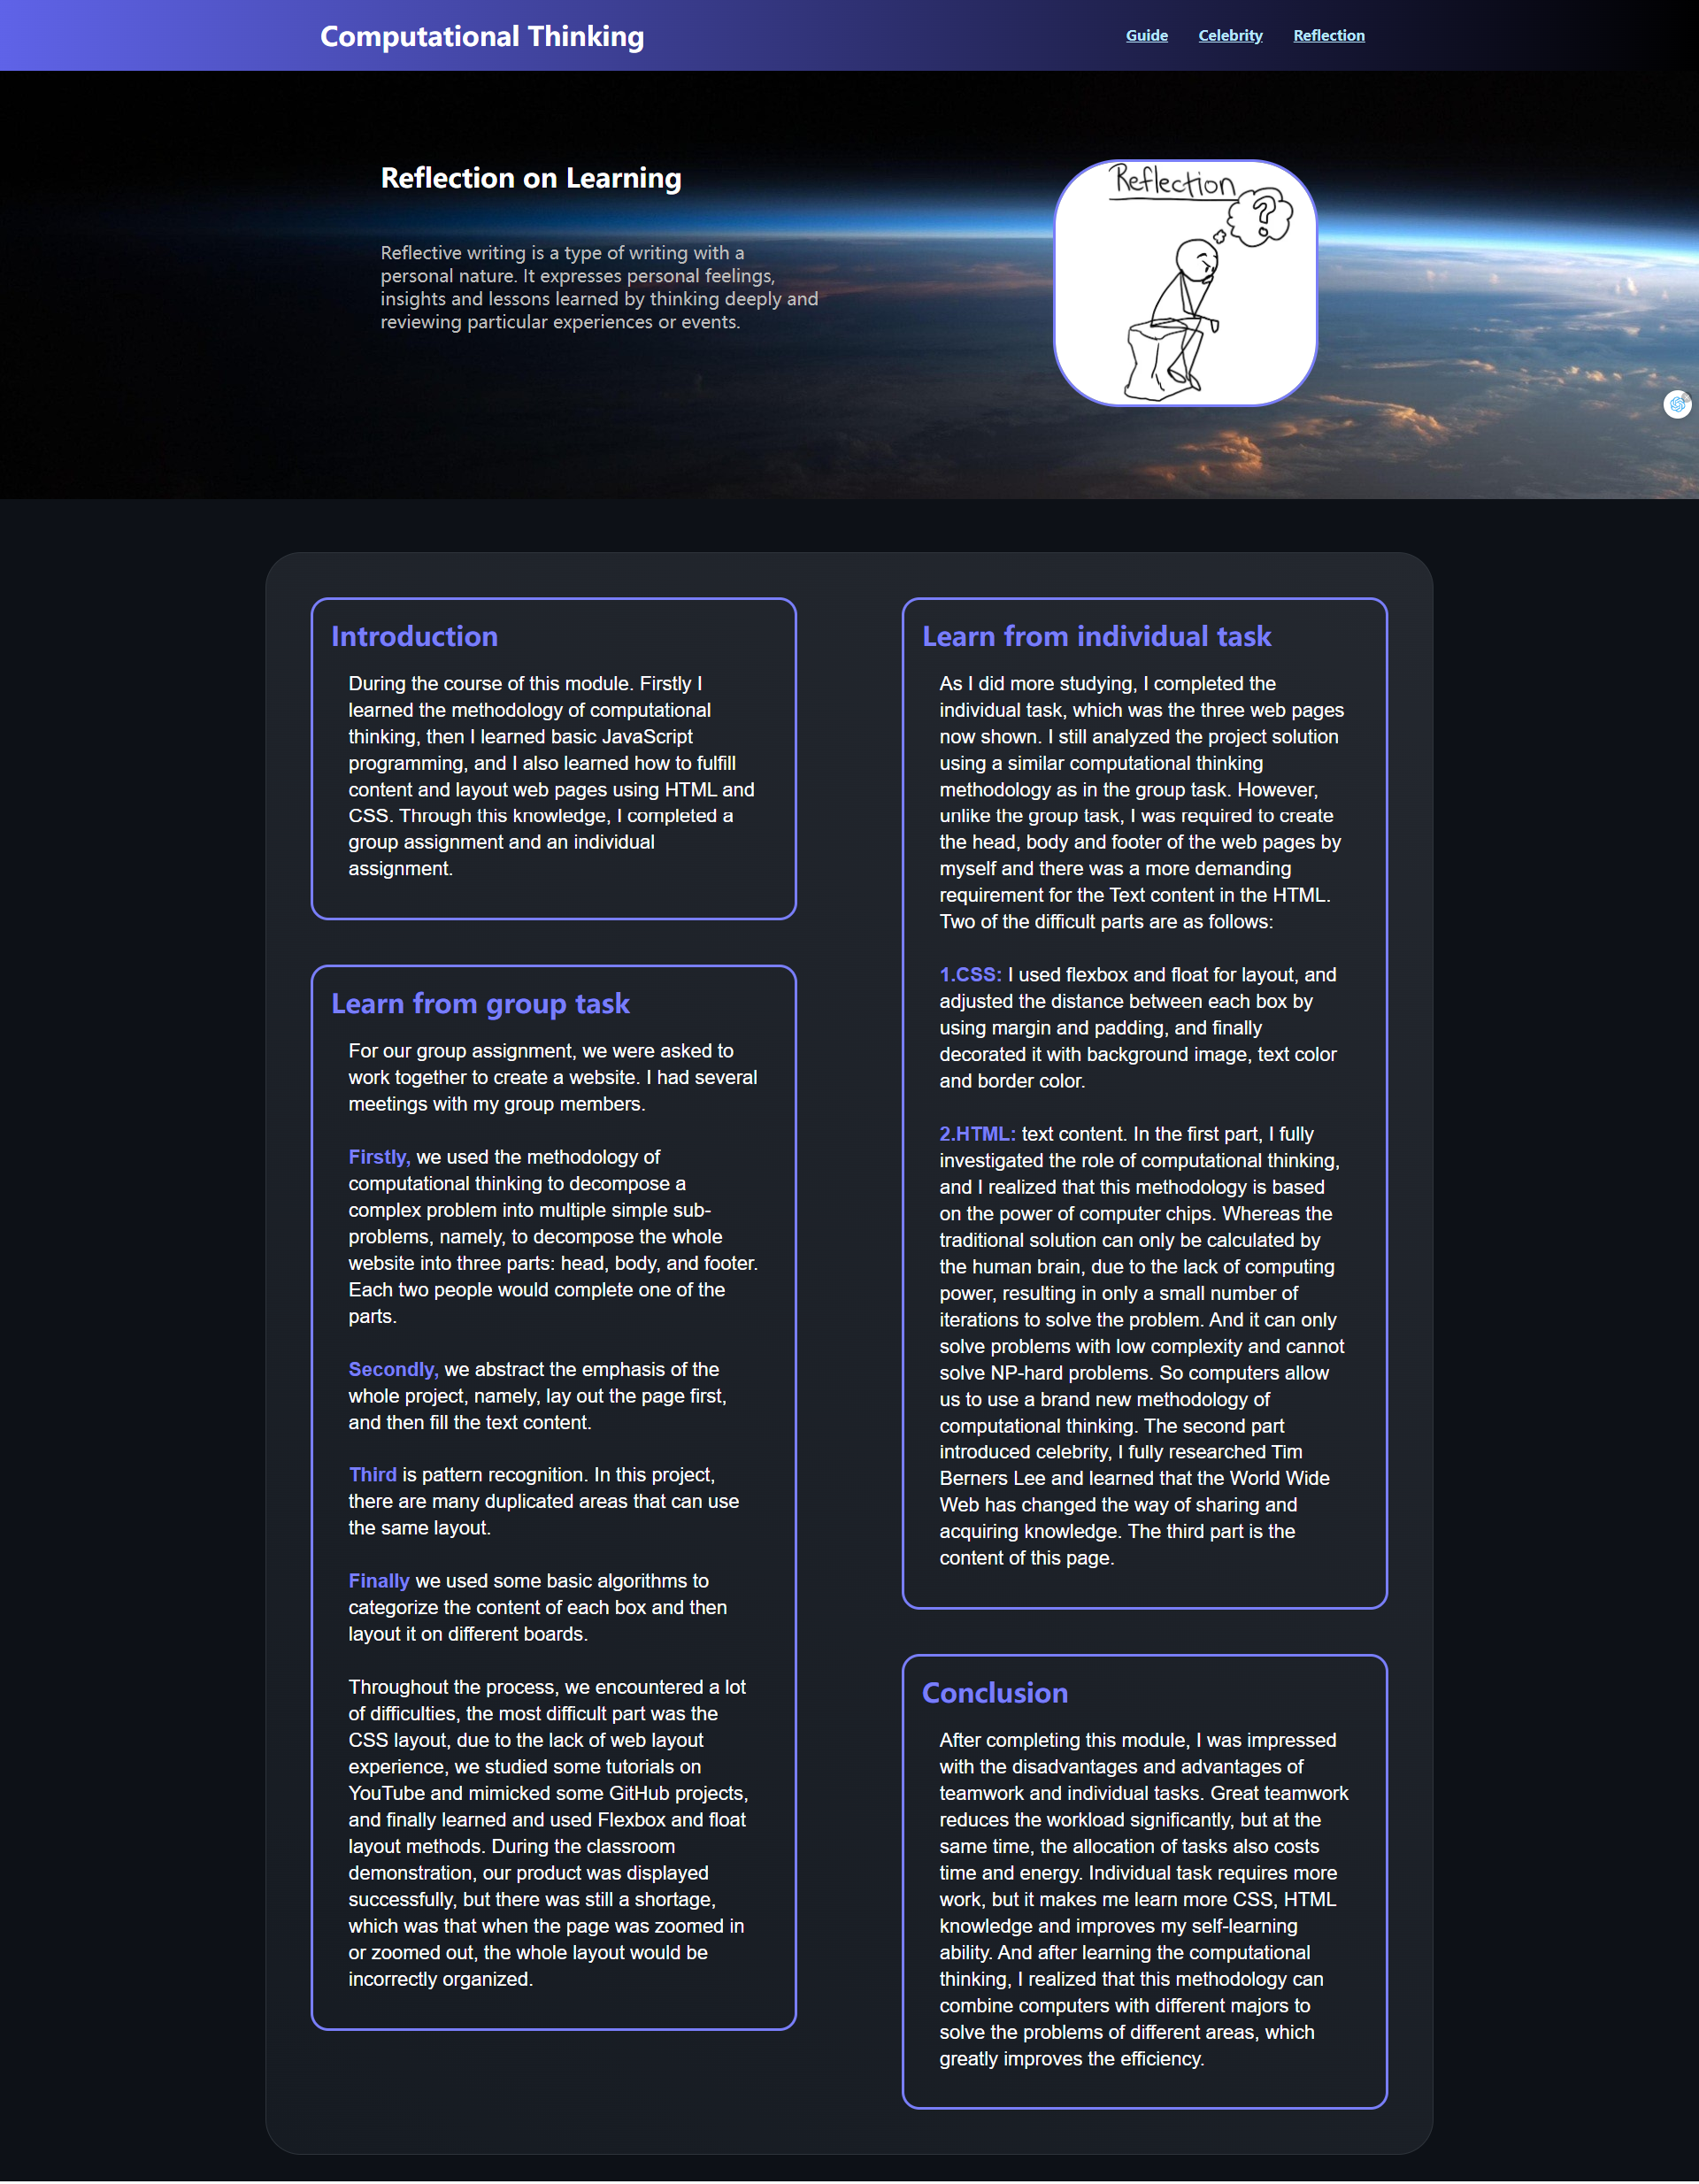 Computational Thinking
Guide Celebrity Reflection
Reflection on Learning
Reflective writing is a type of writing with a
personal nature. It expresses personal feelings,
insights and lessons learned by thinking deeply and
reviewing particular experiences or events.
Reflection
?
Introduction
During the course of this module. Firstly I
learned the methodology of computational
thinking, then I learned basic JavaScript
programming, and I also learned how to fulfill
content and layout web pages using HTML and
CSS. Through this knowledge, I completed a
group assignment and an individual
assignment.
Learn from group task
For our group assignment, we were asked to
work together to create a website. I had several
meetings with my group members.
Firstly, we used the methodology of
computational thinking to decompose a
complex problem into multiple simple sub-
problems, namely, to decompose the whole
website into three parts: head, body, and footer.
Each two people would complete one of the
parts.
Secondly, we abstract the emphasis of the
whole project, namely, lay out the page first,
and then fill the text content.
Third is pattern recognition. In this project,
there are many duplicated areas that can use
the same layout.
Finally we used some basic algorithms to
categorize the content of each box and then
layout it on different boards.
Throughout the process, we encountered a lot
of difficulties, the most difficult part was the
CSS layout, due to the lack of web layout
experience, we studied some tutorials on
YouTube and mimicked some GitHub projects,
and finally learned and used Flexbox and float
layout methods. During the classroom
demonstration, our product was displayed
successfully, but there was still a shortage,
which was that when the page was zoomed in
or zoomed out, the whole layout would be
incorrectly organized.
Learn from individual task
As I did more studying, I completed the
individual task, which was the three web pages
now shown. I still analyzed the project solution
using a similar computational thinking
methodology as in the group task. However,
unlike the group task, I was required to create
the head, body and footer of the web pages by
myself and there was a more demanding
requirement for the Text content in the HTML.
Two of the difficult parts are as follows:
1.CSS: I used flexbox and float for layout, and
adjusted the distance between each box by
using margin and padding, and finally
decorated it with background image, text color
and border color.
2.HTML: text content. In the first part, I fully
investigated the role of computational thinking,
and I realized that this methodology is based
on the power of computer chips. Whereas the
traditional solution can only be calculated by
the human brain, due to the lack of computing
power, resulting in only a small number of
iterations to solve the problem. And it can only
solve problems with low complexity and cannot
solve NP-hard problems. So computers allow
us to use a brand new methodology of
computational thinking. The second part
introduced celebrity, I fully researched Tim
Berners Lee and learned that the World Wide
Web has changed the way of sharing and
acquiring knowledge. The third part is the
content of this page.
Conclusion
After completing this module, I was impressed
with the disadvantages and advantages of
teamwork and individual tasks. Great teamwork
reduces the workload significantly, but at the
same time, the allocation of tasks also costs
time and energy. Individual task requires more
work, but it makes me learn more CSS, HTML
knowledge and improves my self-learning
ability. And after learning the computational
thinking, I realized that this methodology can
combine computers with different majors to
solve the problems of different areas, which
greatly improves the efficiency.